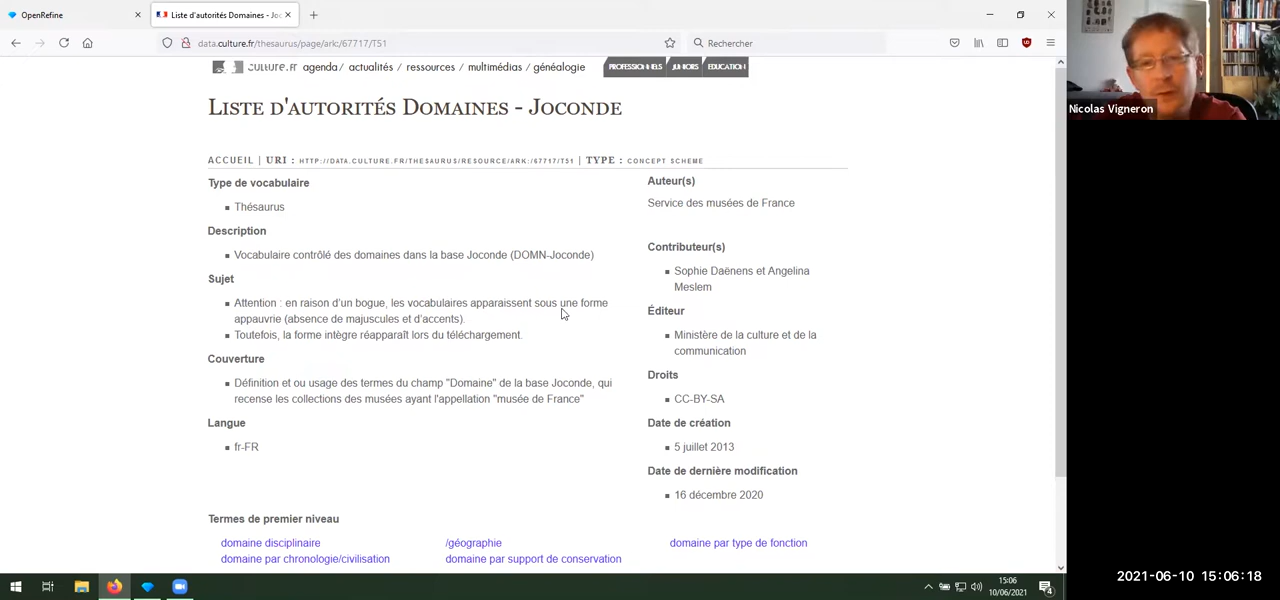 OpenRefine
Liste d'autorités Domaines - Joc
data.culture.fr/thesaurus/page/ark:/67717/T51
Rechercher
culture.fr agenda/ actualités/ ressources/ multimédias/ généalogie
PROFESSIONNELS JUNIORS EDUCATION
LISTE D'AUTORITÉS DOMAINES - JOCONDE
ACCUEIL | URI : HTTP://DATA.CULTURE.FR/THESAURUS/RESOURCE/ARK:/67717/T51 | TYPE : CONCEPT SCHEME
Type de vocabulaire
Thésaurus
Description
Vocabulaire contrôlé des domaines dans la base Joconde (DOMN-Joconde)
Sujet
Attention : en raison d'un bogue, les vocabulaires apparaissent sous une forme
appauvrie (absence de majuscules et d'accents).
Toutefois, la forme intègre réapparaît lors du téléchargement.
Couverture
Définition et ou usage des termes du champ "Domaine" de la base Joconde, qui
recense les collections des musées ayant l'appellation "musée de France"
Langue
fr-FR
Auteur(s)
Service des musées de France
Contributeur(s)
Sophie Daënens et Angelina
Meslem
Éditeur
Ministère de la culture et de la
communication
Droits
CC-BY-SA
Date de création
5 juillet 2013
Date de dernière modification
16 décembre 2020
Termes de premier niveau
domaine disciplinaire /géographie domaine par type de fonction
domaine par chronologie/civilisation domaine par support de conservation
Nicolas Vigneron
15:06
10/06/2021
4
2021-06-10 15:06:18